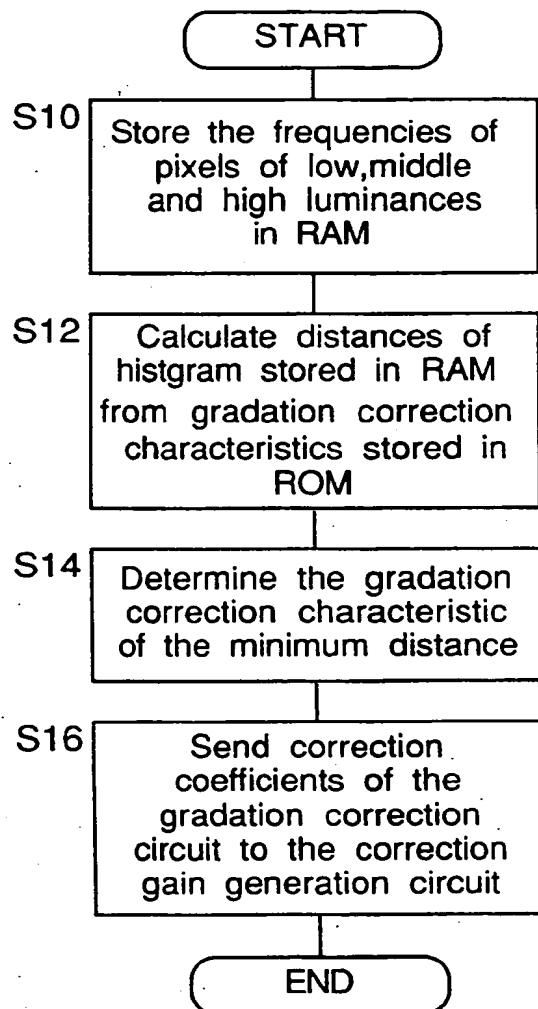 START
S10
Store the frequencies of
pixels of low,middle
and high luminances
in RAM
S12
Calculate distances of
histgram stored in RAM
from gradation correction
characteristics stored in
ROM
S14
Determine the gradation
correction characteristic
of the minimum distance
S16
Send correction
coefficients of the
gradation correction
circuit to the correction
gain generation circuit
END